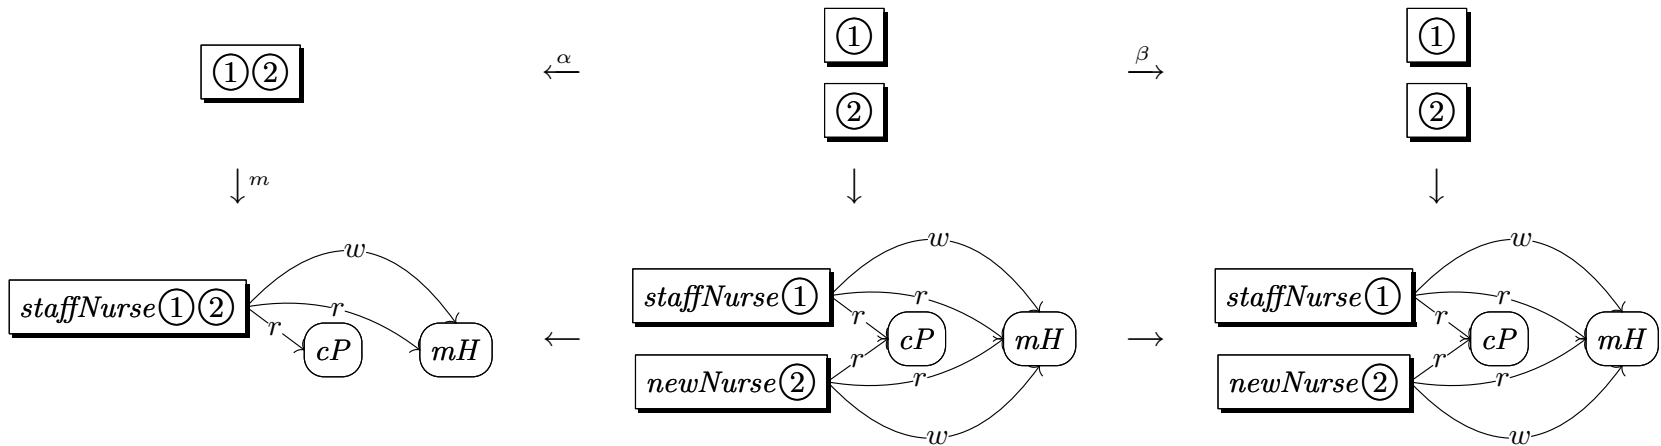 ① ①
①② α β
② ②
m
w w w
staffNurse① staffNurse①
staffNurse①② r r r
r r r
cP mH cP mH cP mH
r r
newNurse② r newNurse② r
w w